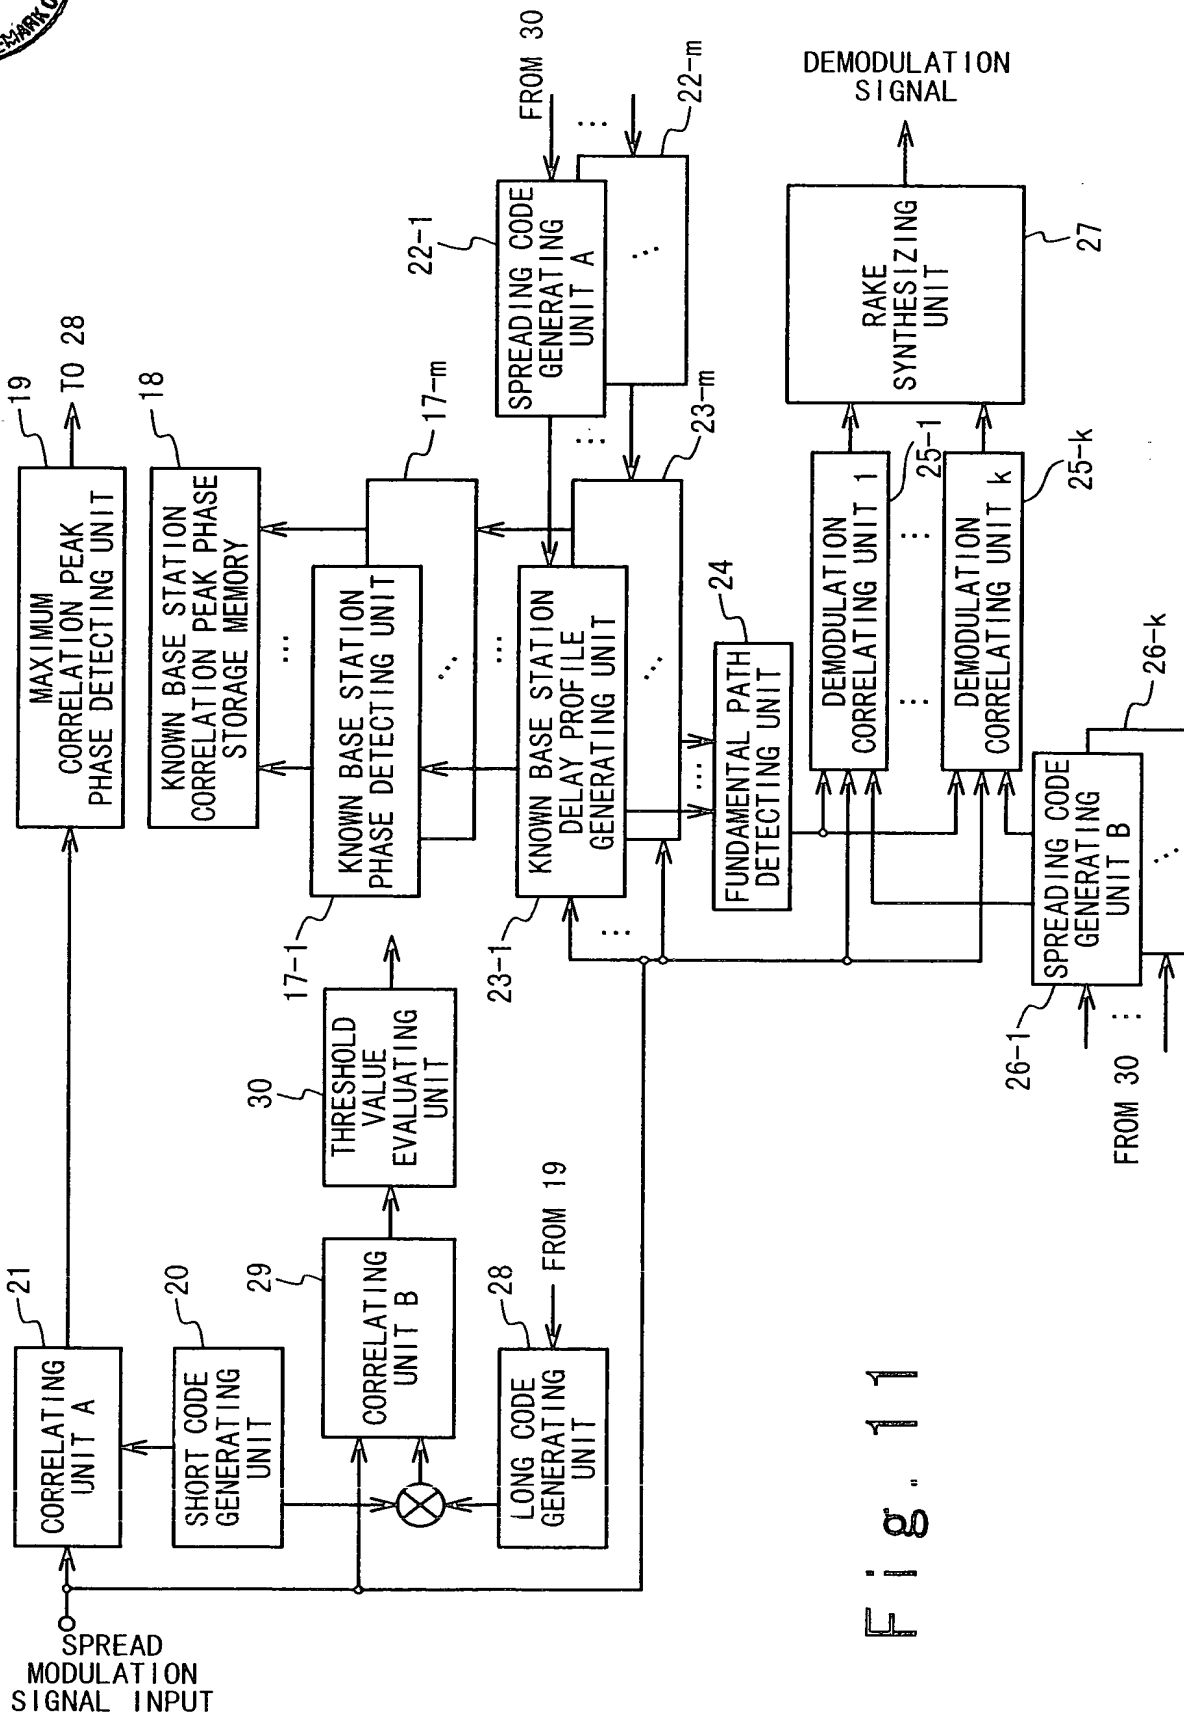 SPREAD
MODULATION
SIGNAL INPUT
21
CORRELATING
UNIT A
19
MAXIMUM
CORRELATION PEAK
PHASE DETECTING UNIT
TO 28
20
SHORT CODE
GENERATING
UNIT
18
KNOWN BASE STATION
CORRELATION PEAK PHASE
STORAGE MEMORY
...
29
CORRELATING
UNIT B
30
THRESHOLD
VALUE
EVALUATING
UNIT
17-1
KNOWN BASE STATION
PHASE DETECTING UNIT
17-m
...
...
28
LONG CODE
GENERATING
UNIT
FROM 19
23-1
KNOWN BASE STATION
DELAY PROFILE
GENERATING UNIT
23-m
...
...
...
22-1
SPREADING CODE
GENERATING
UNIT A
22-m
...
...
FROM 30
...
24
FUNDAMENTAL PATH
DETECTING UNIT
DEMODULATION
CORRELATING UNIT 1
25-1
...
...
DEMODULATION
CORRELATING UNIT k
25-k
RAKE
SYNTHESIZING
UNIT
27
DEMODULATION
SIGNAL
26-1
SPREADING CODE
GENERATING
UNIT B
26-k
...
...
FROM 30
Fig. 11